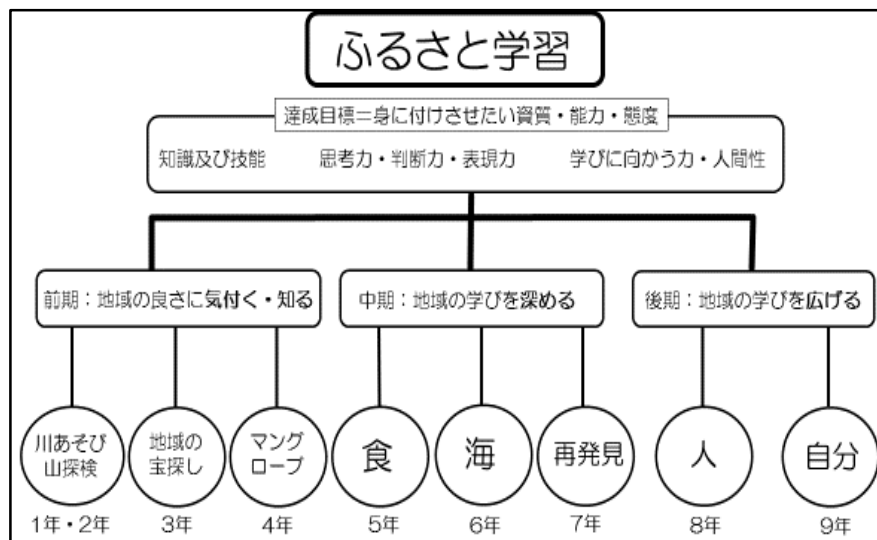 ふるさと学習
達成目標＝身に付けさせたい資質・能力・態度
知識及び技能　思考力・判断力・表現力　学びに向かう力・人間性
前期：地域の良さに気付く・知る
中期：地域の学びを深める
後期：地域の学びを広げる
川あそび
山探検
地域の
宝探し
マング
ローブ
食
海
再発見
人
自分
1年・2年
3年
4年
5年
6年
7年
8年
9年